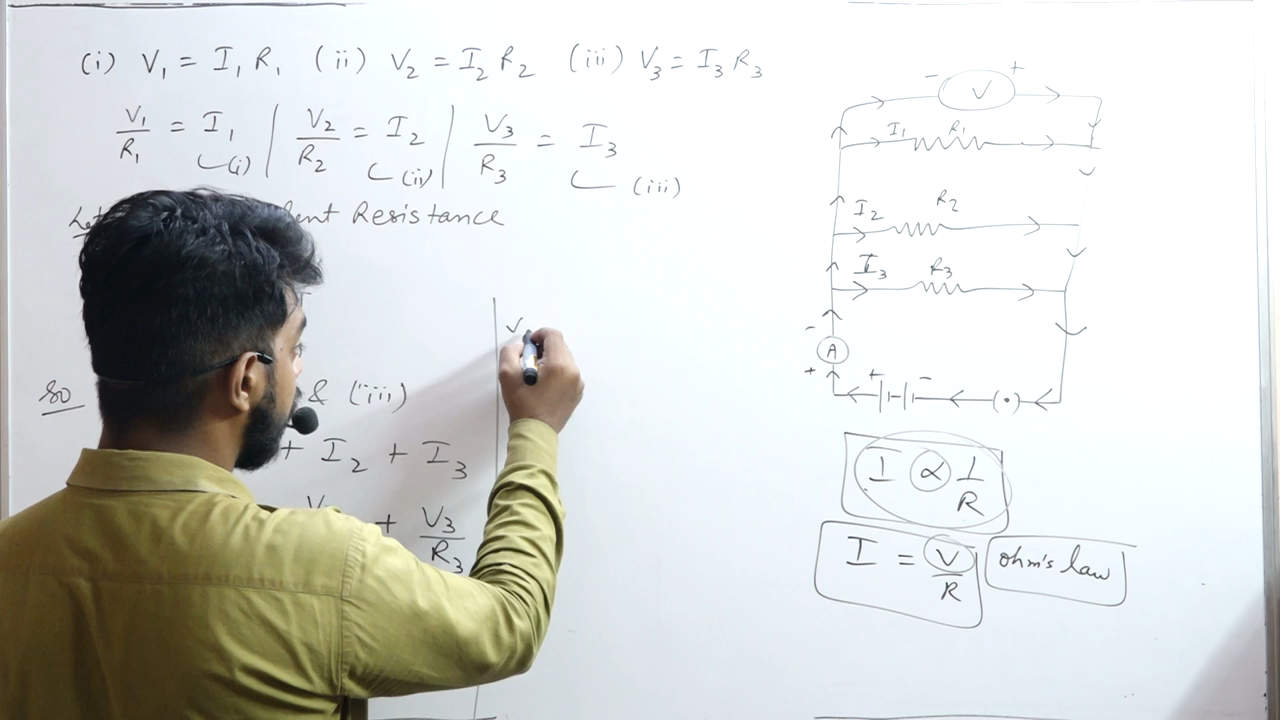 (i) V₁ = I₁ R₁ (ii) V₂ = I₂ R₂ (iii) V₃ = I₃ R₃
V₁/R₁ = I₁ (i) | V₂/R₂ = I₂ (ii) | V₃/R₃ = I₃ (iii)
Resistance
V
so & (iii)
+ I₂ + I₃
+ V₃/R₃
- V +
I₁ R₁
I₂ R₂
I₃ R₃
-
A
+
+ -
(•)
I ∝ 1/R
I = V/R
ohm's law